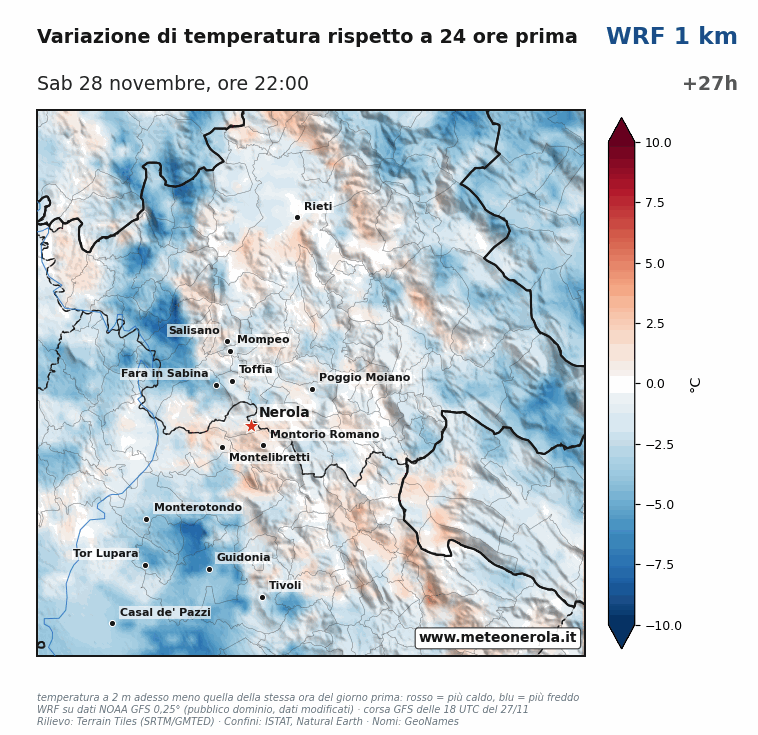 Variazione di temperatura rispetto a 24 ore prima WRF 1 km
Sab 28 novembre, ore 22:00 +27h
Rieti
Salisano
Mompeo
Fara in Sabina
Toffia
Poggio Moiano
Nerola
Montorio Romano
Montelibretti
Monterotondo
Tor Lupara
Guidonia
Tivoli
Casal de' Pazzi
www.meteonerola.it
10.0
7.5
5.0
2.5
0.0
−2.5
−5.0
−7.5
−10.0
°C
temperatura a 2 m adesso meno quella della stessa ora del giorno prima: rosso = più caldo, blu = più freddo
WRF su dati NOAA GFS 0,25° (pubblico dominio, dati modificati) · corsa GFS delle 18 UTC del 27/11
Rilievo: Terrain Tiles (SRTM/GMTED) · Confini: ISTAT, Natural Earth · Nomi: GeoNames